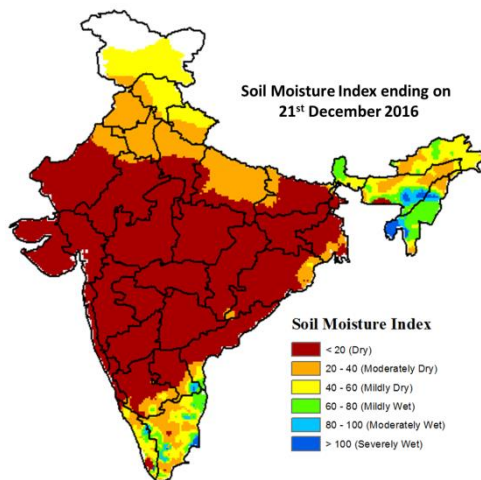 Soil Moisture Index ending on
21st December 2016
Soil Moisture Index
< 20 (Dry)
20 - 40 (Moderately Dry)
40 - 60 (Mildly Dry)
60 - 80 (Mildly Wet)
80 - 100 (Moderately Wet)
> 100 (Severely Wet)